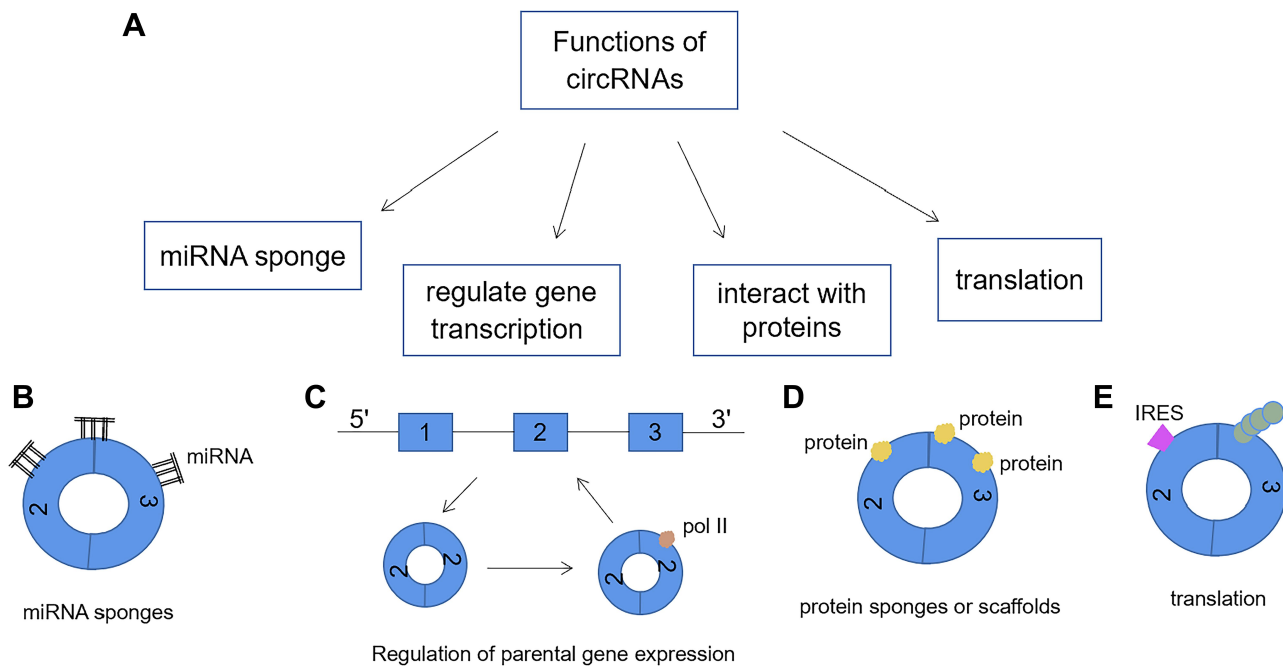 A
Functions of
circRNAs
miRNA sponge
regulate gene
transcription
interact with
proteins
translation
B
miRNA
2
3
miRNA sponges
C
5'
1
2
3
3'
2
2
pol II
2
2
Regulation of parental gene expression
D
protein
protein
protein
2
3
protein sponges or scaffolds
E
IRES
2
3
translation